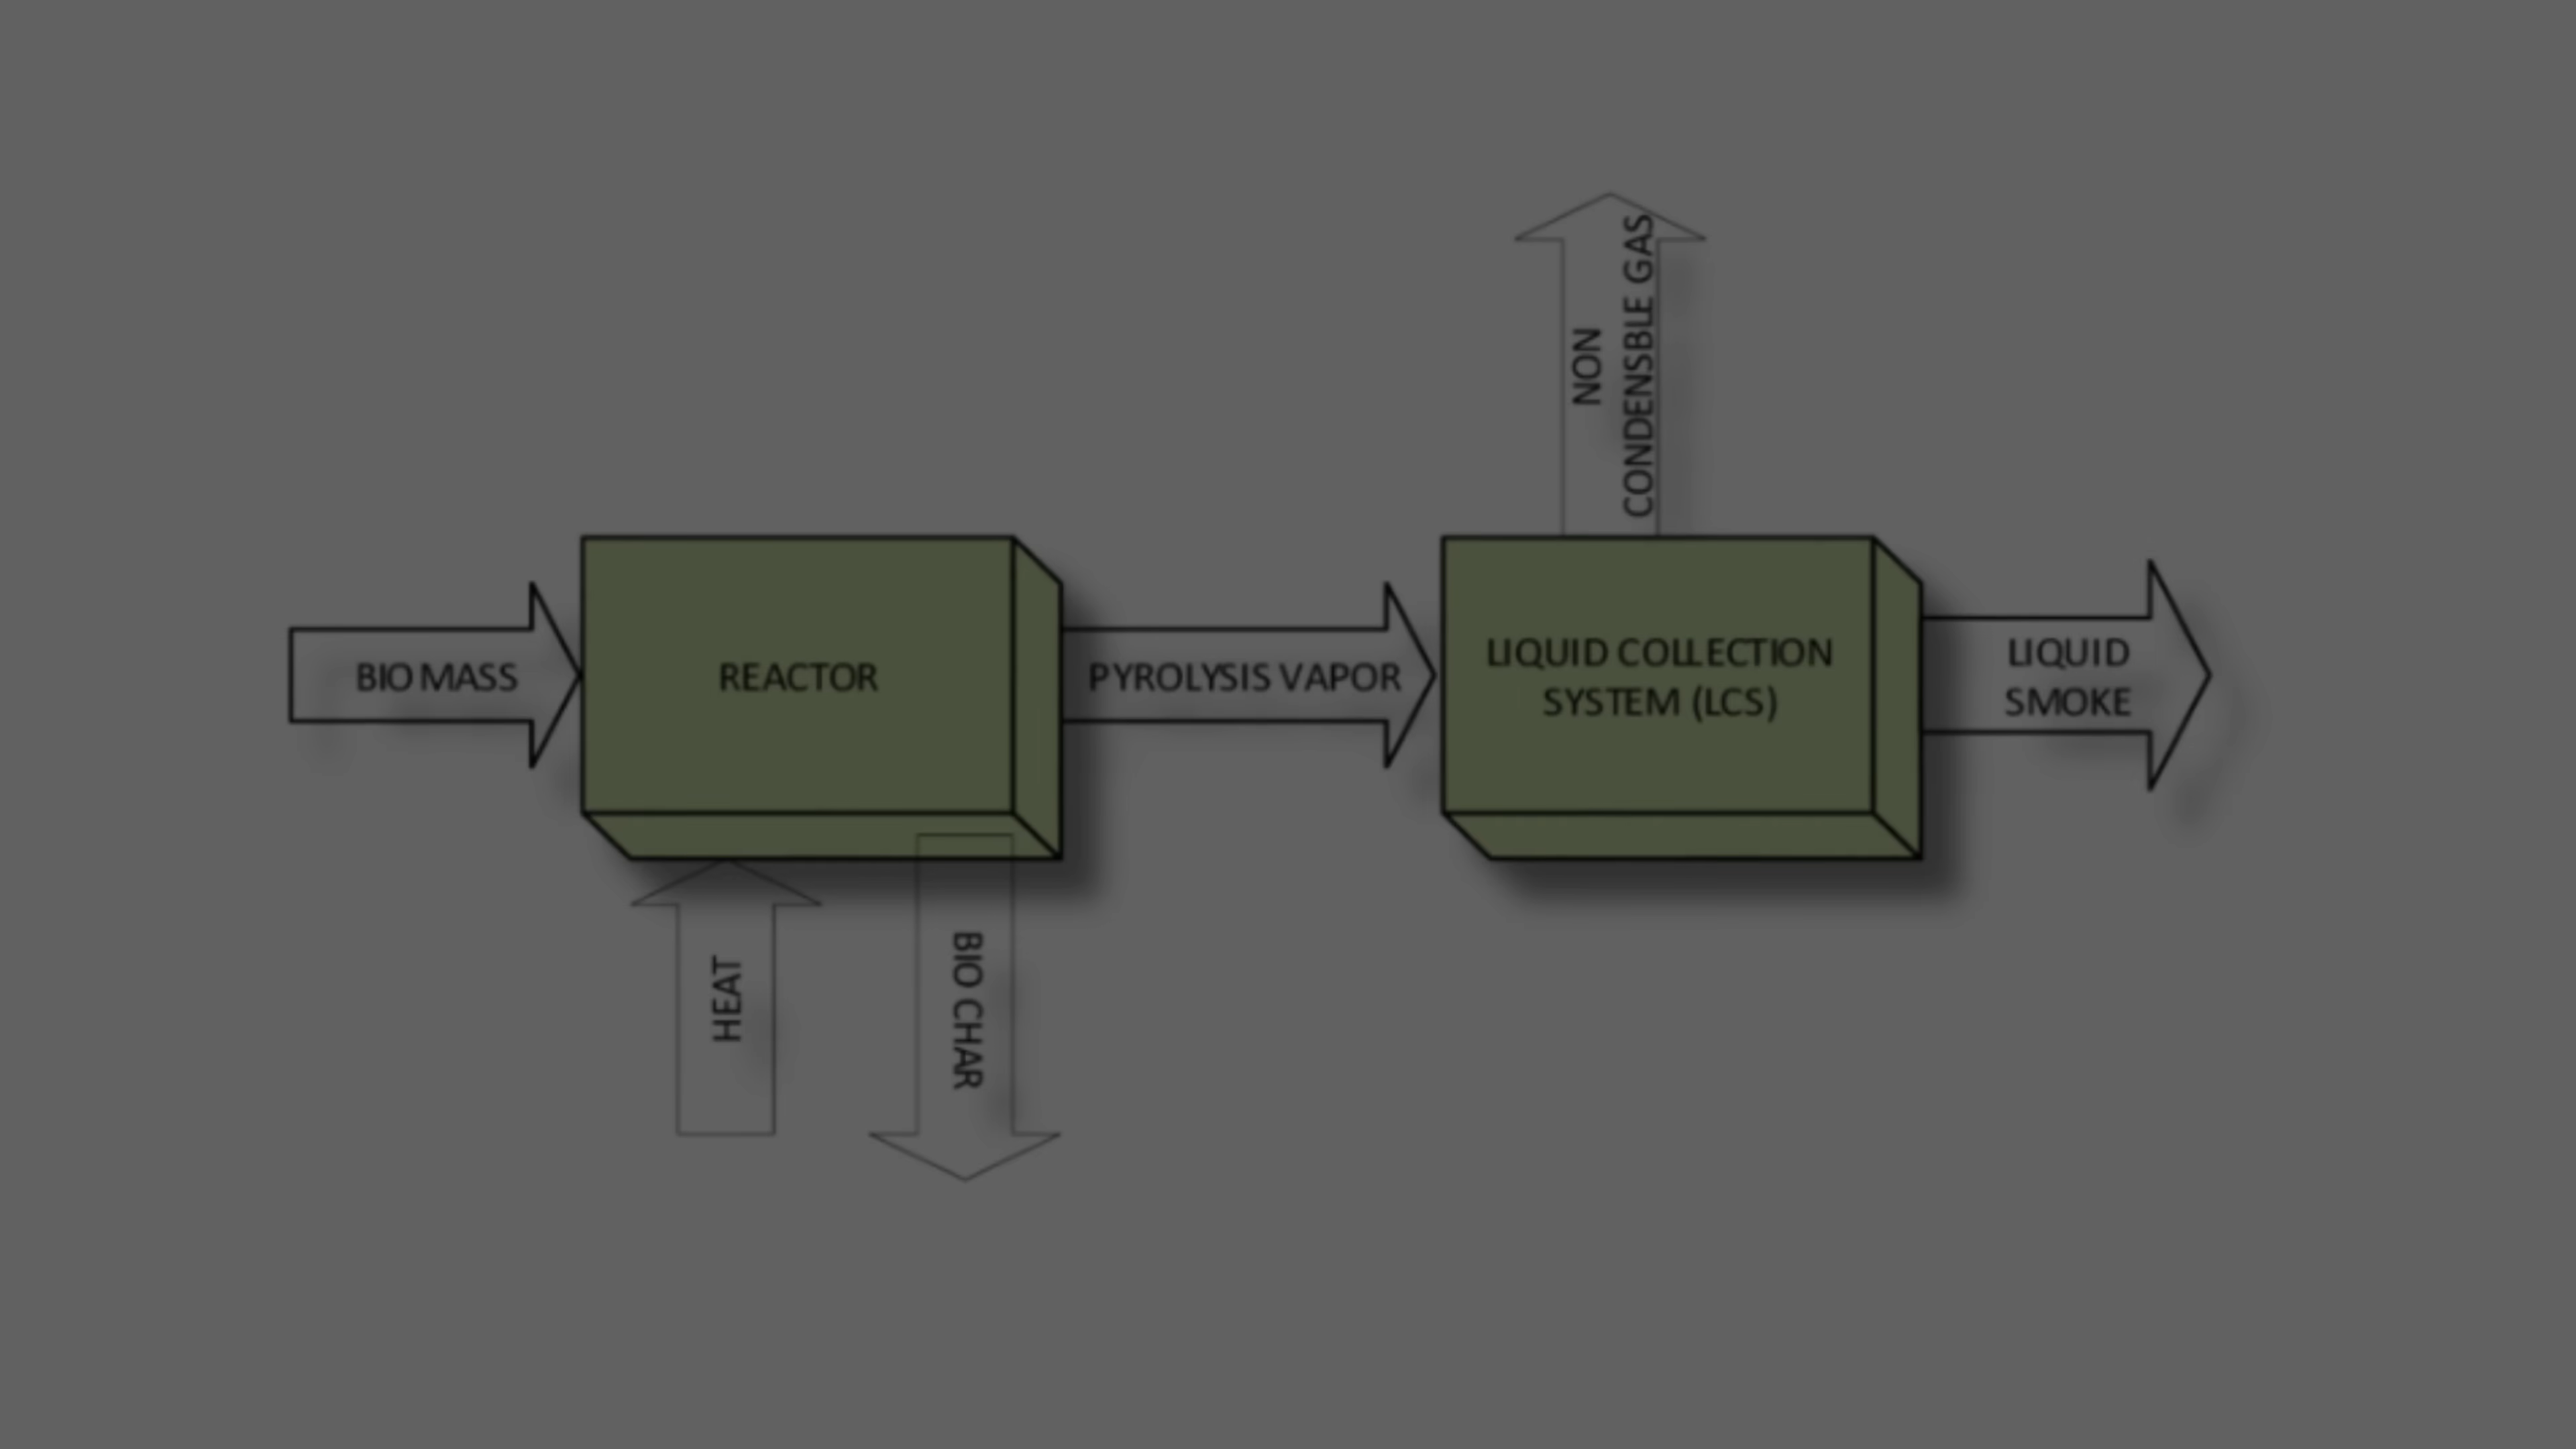 NON
CONDENSBLE GAS
BIO MASS
REACTOR
PYROLYSIS VAPOR
LIQUID COLLECTION
SYSTEM (LCS)
LIQUID
SMOKE
HEAT
BIO CHAR